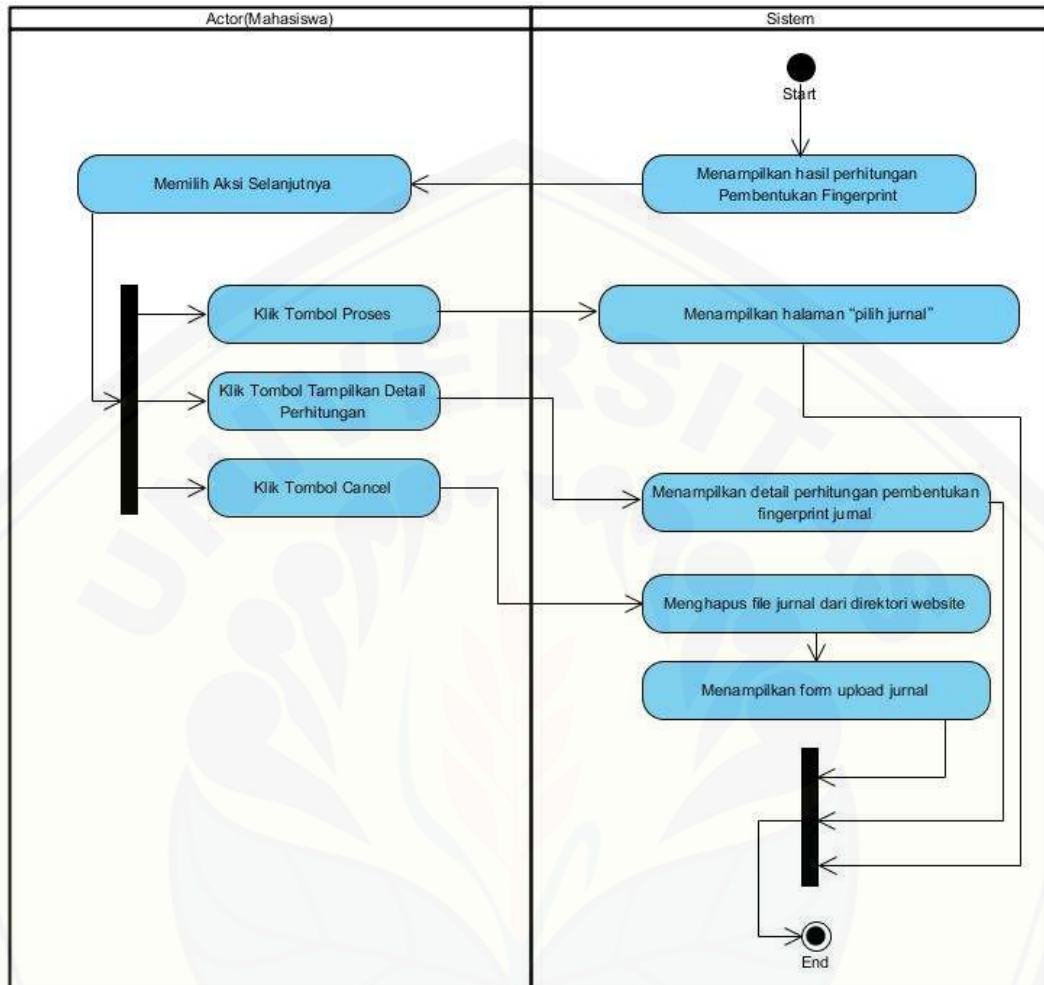 Actor(Mahasiswa)
Sistem
Start
Menampilkan hasil perhitungan
Pembentukan Fingerprint
Memilih Aksi Selanjutnya
Klik Tombol Proses
Menampilkan halaman "pilih jurnal"
Klik Tombol Tampilkan Detail
Perhitungan
Klik Tombol Cancel
Menampilkan detail perhitungan pembentukan
fingerprint jurnal
Menghapus file jurnal dari direktori website
Menampilkan form upload jurnal
End
UNIVERSITAS